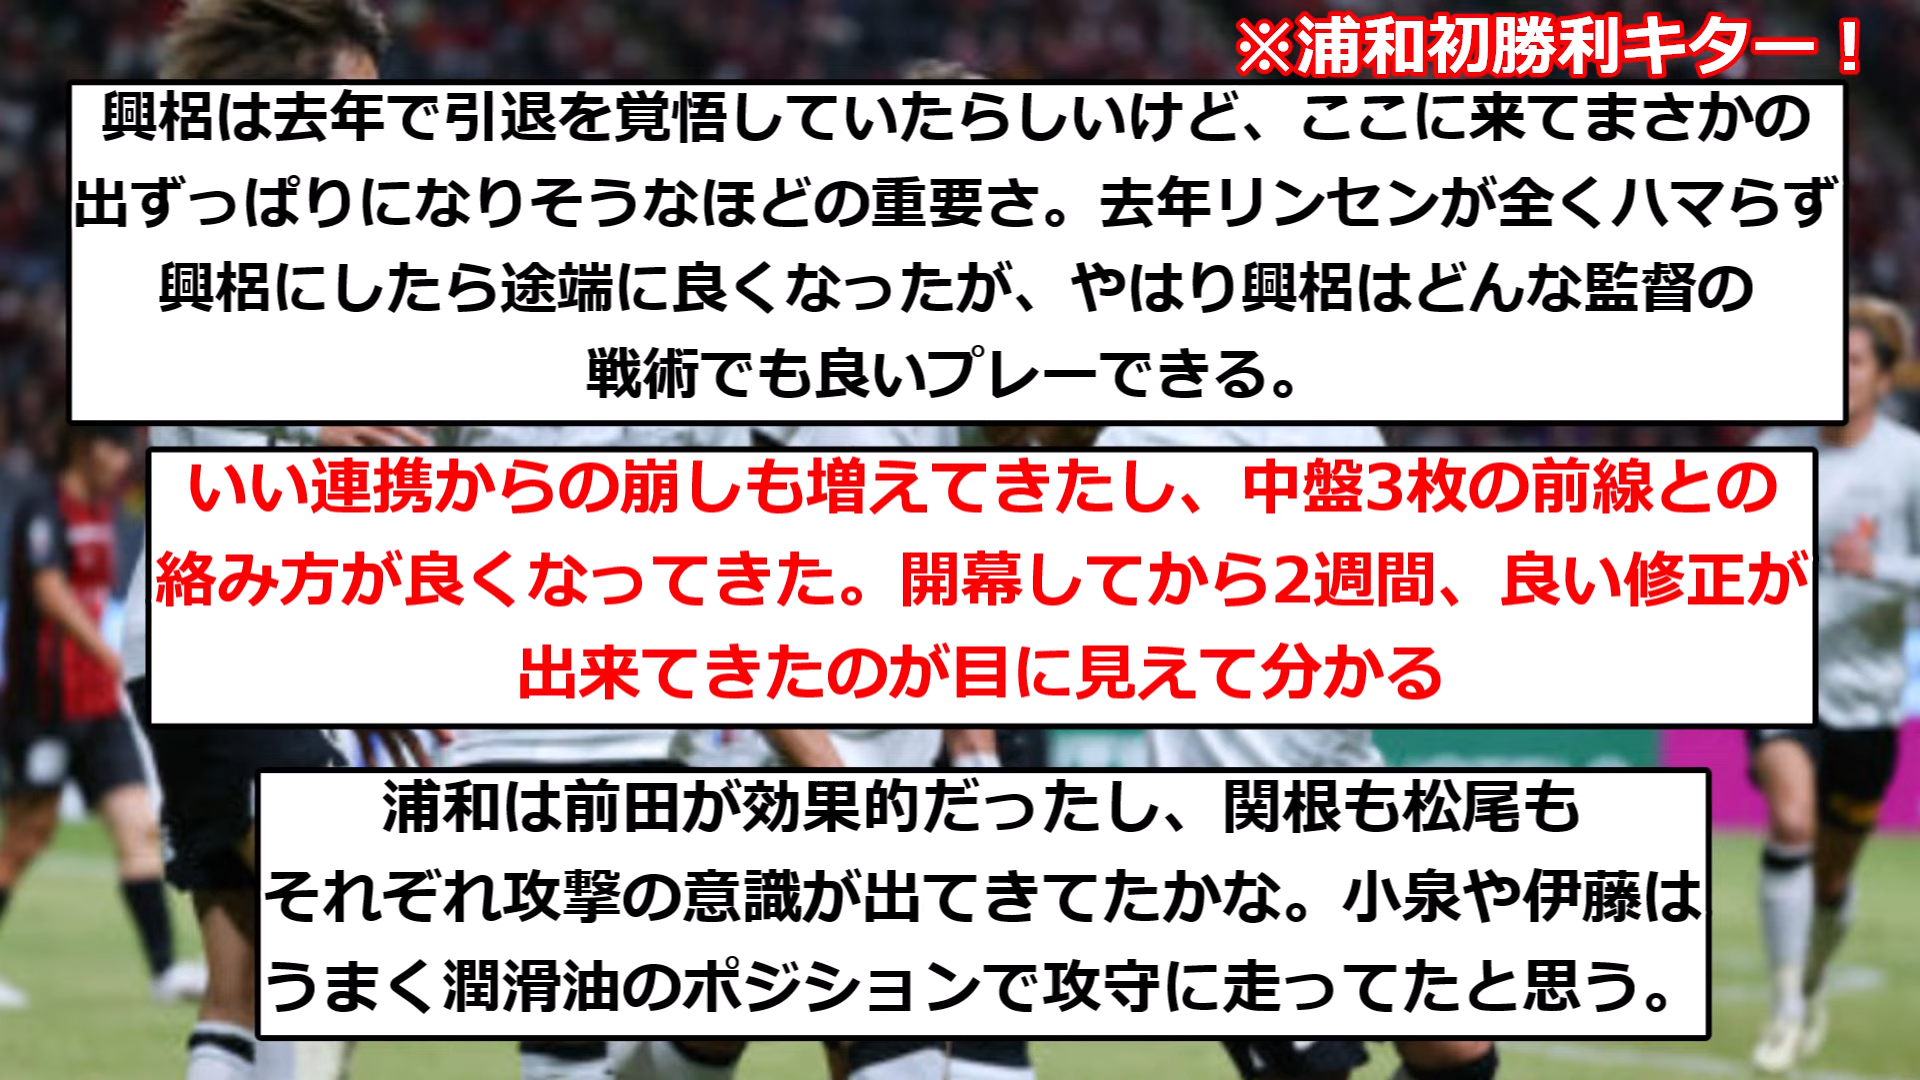 ※浦和初勝利キター！
興梠は去年で引退を覚悟していたらしいけど、ここに来てまさかの
出ずっぱりになりそうなほどの重要さ。去年リンセンが全くハマらず
興梠にしたら途端に良くなったが、やはり興梠はどんな監督の
戦術でも良いプレーできる。
いい連携からの崩しも増えてきたし、中盤3枚の前線との
絡み方が良くなってきた。開幕してから2週間、良い修正が
出来てきたのが目に見えて分かる
浦和は前田が効果的だったし、関根も松尾も
それぞれ攻撃の意識が出てきてたかな。小泉や伊藤は
うまく潤滑油のポジションで攻守に走ってたと思う。